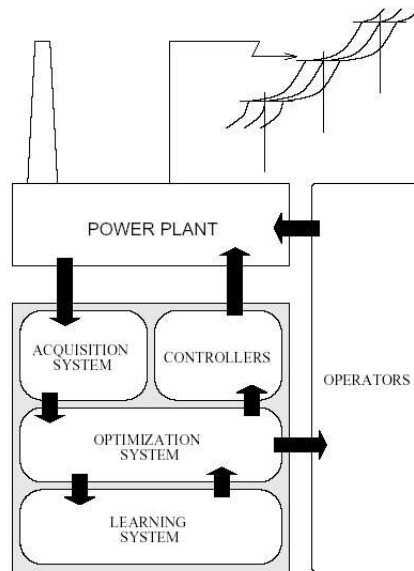 POWER PLANT
ACQUISITION
SYSTEM
CONTROLLERS
OPERATORS
OPTIMIZATION
SYSTEM
LEARNING
SYSTEM